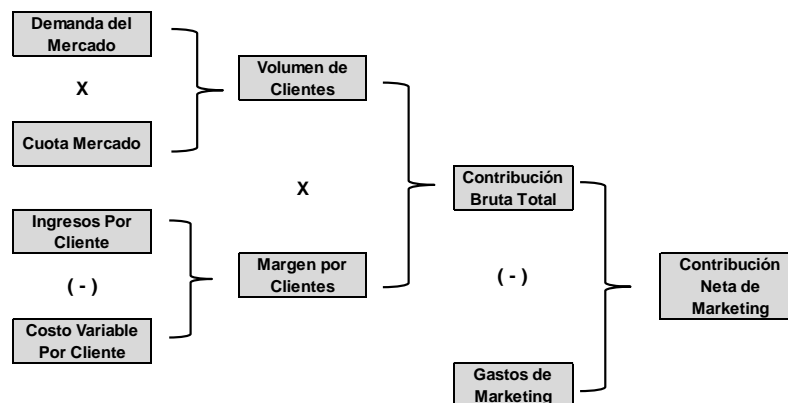 Demanda del
Mercado
X
Cuota Mercado
Ingresos Por
Cliente
( - )
Costo Variable
Por Cliente
Volumen de
Clientes
X
Margen por
Clientes
Contribución
Bruta Total
( - )
Gastos de
Marketing
Contribución
Neta de
Marketing